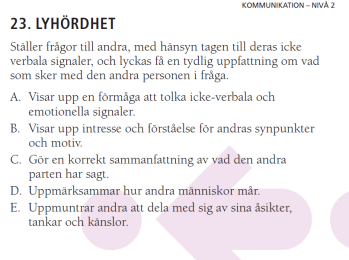 KOMMUNIKATION – NIVÅ 2
23. LYHÖRDHET
Ställer frågor till andra, med hänsyn tagen till deras icke
verbala signaler, och lyckas få en tydlig uppfattning om vad
som sker med den andra personen i fråga.
A. Visar upp en förmåga att tolka icke-verbala och
emotionella signaler.
B. Visar upp intresse och förståelse för andras synpunkter
och motiv.
C. Gör en korrekt sammanfattning av vad den andra
parten har sagt.
D. Uppmärksammar hur andra människor mår.
E. Uppmuntrar andra att dela med sig av sina åsikter,
tankar och känslor.